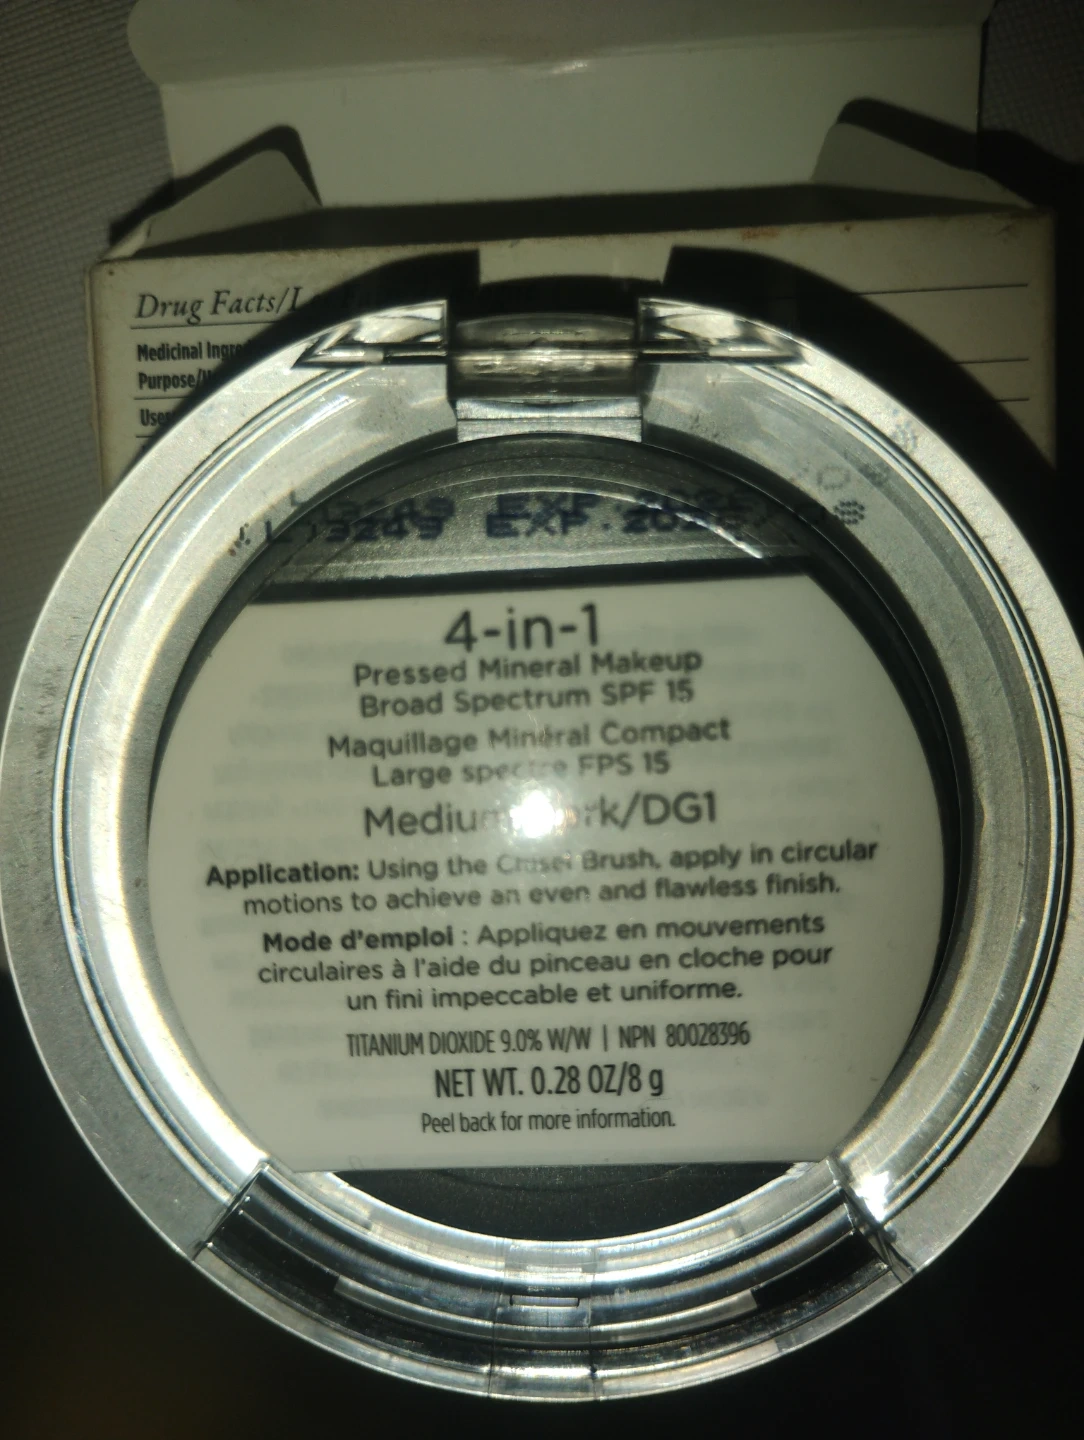 Drug Facts/
Medicinal
Purpose/
EXP.
4-in-1
Pressed Mineral Makeup
Broad Spectrum SPF 15
Maquillage Minéral Compact
Large spectre FPS 15
/DG1
Application: Using the Brush, apply in circular
motions to achieve an even and flawless finish.
Mode d'emploi : Appliquez en mouvements
circulaires à l'aide du pinceau en cloche pour
un fini impeccable et uniforme.
TITANIUM DIOXIDE 9.0% W/W | NPN 80028396
NET WT. 0.28 OZ/8 g
Peel back for more information.